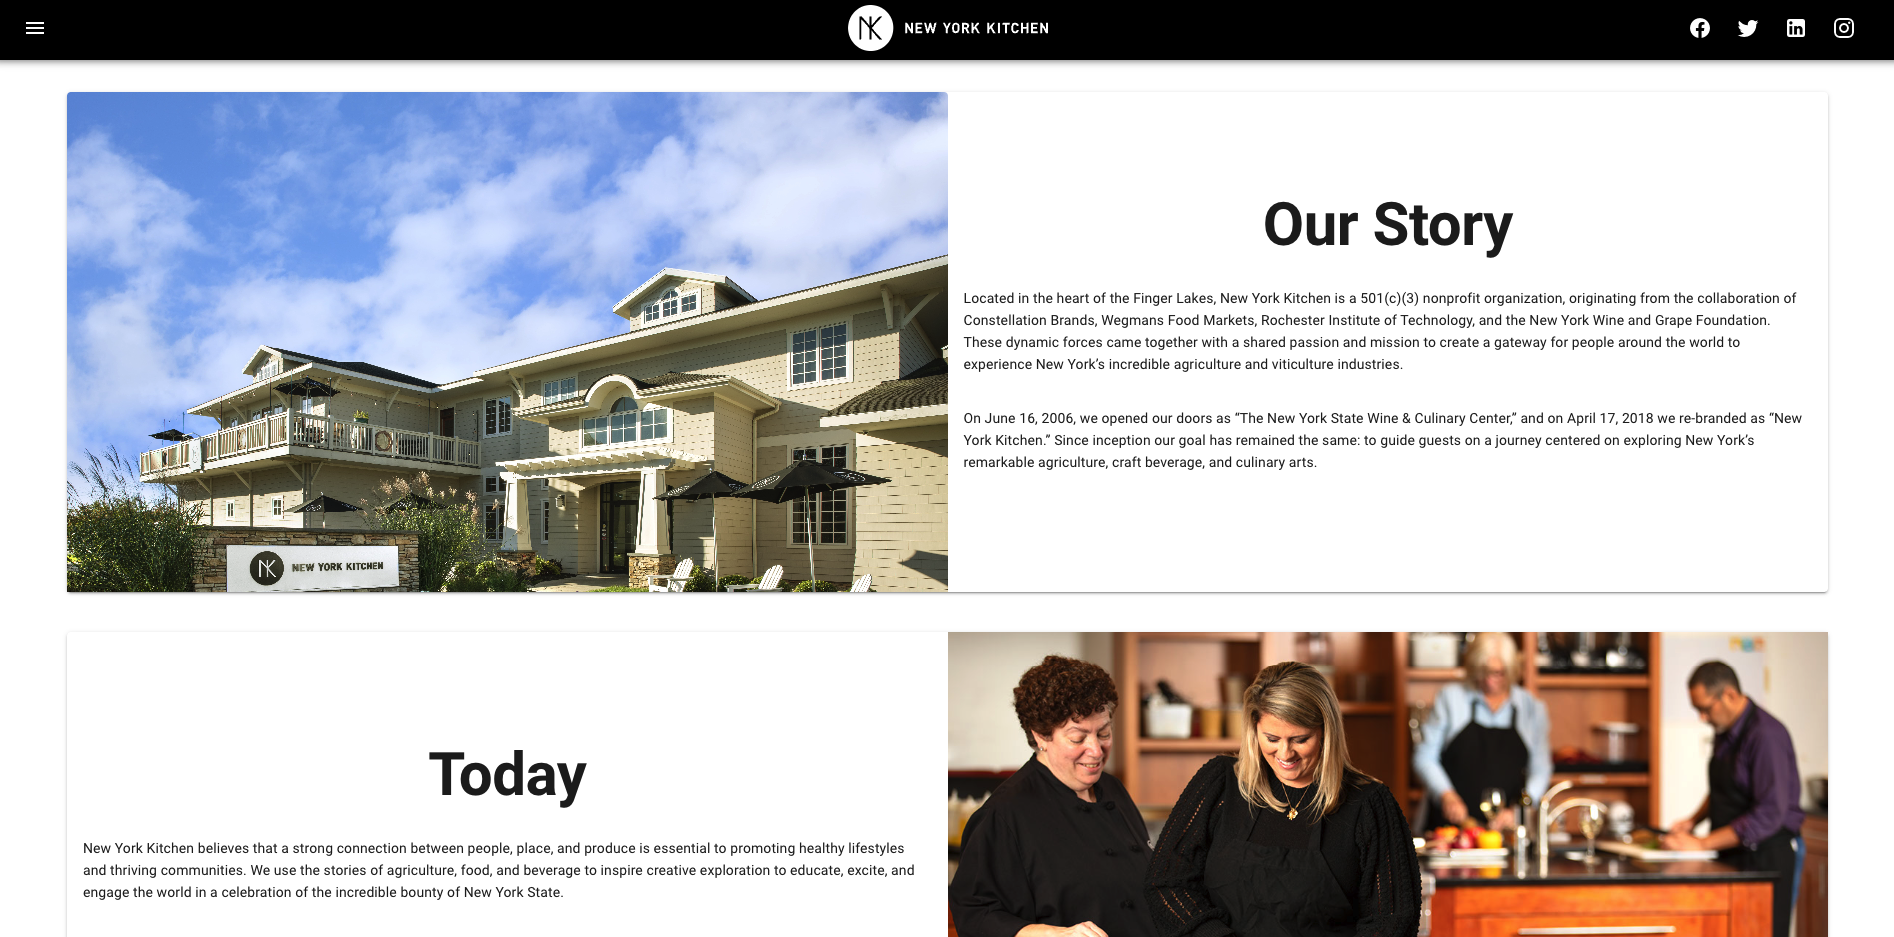 NEW YORK KITCHEN
NEW YORK KITCHEN
Our Story
Located in the heart of the Finger Lakes, New York Kitchen is a 501(c)(3) nonprofit organization, originating from the collaboration of
Constellation Brands, Wegmans Food Markets, Rochester Institute of Technology, and the New York Wine and Grape Foundation.
These dynamic forces came together with a shared passion and mission to create a gateway for people around the world to
experience New York’s incredible agriculture and viticulture industries.
On June 16, 2006, we opened our doors as “The New York State Wine & Culinary Center,” and on April 17, 2018 we re-branded as “New
York Kitchen.” Since inception our goal has remained the same: to guide guests on a journey centered on exploring New York’s
remarkable agriculture, craft beverage, and culinary arts.
Today
New York Kitchen believes that a strong connection between people, place, and produce is essential to promoting healthy lifestyles
and thriving communities. We use the stories of agriculture, food, and beverage to inspire creative exploration to educate, excite, and
engage the world in a celebration of the incredible bounty of New York State.